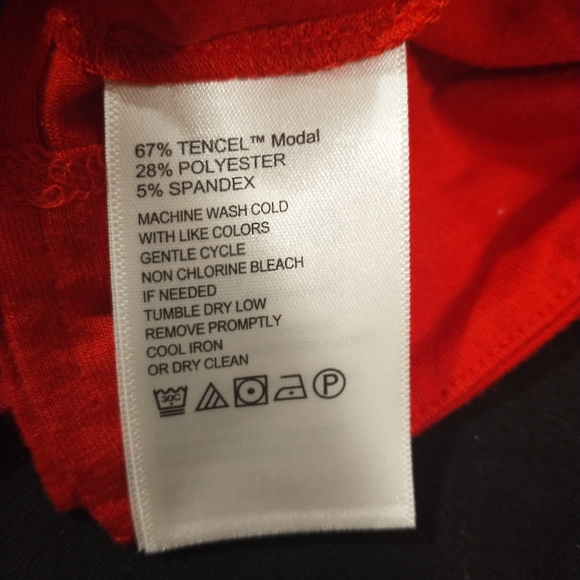 67% TENCEL™ Modal
28% POLYESTER
5% SPANDEX
MACHINE WASH COLD
WITH LIKE COLORS
GENTLE CYCLE
NON CHLORINE BLEACH
IF NEEDED
TUMBLE DRY LOW
REMOVE PROMPTLY
COOL IRON
OR DRY CLEAN
30C P